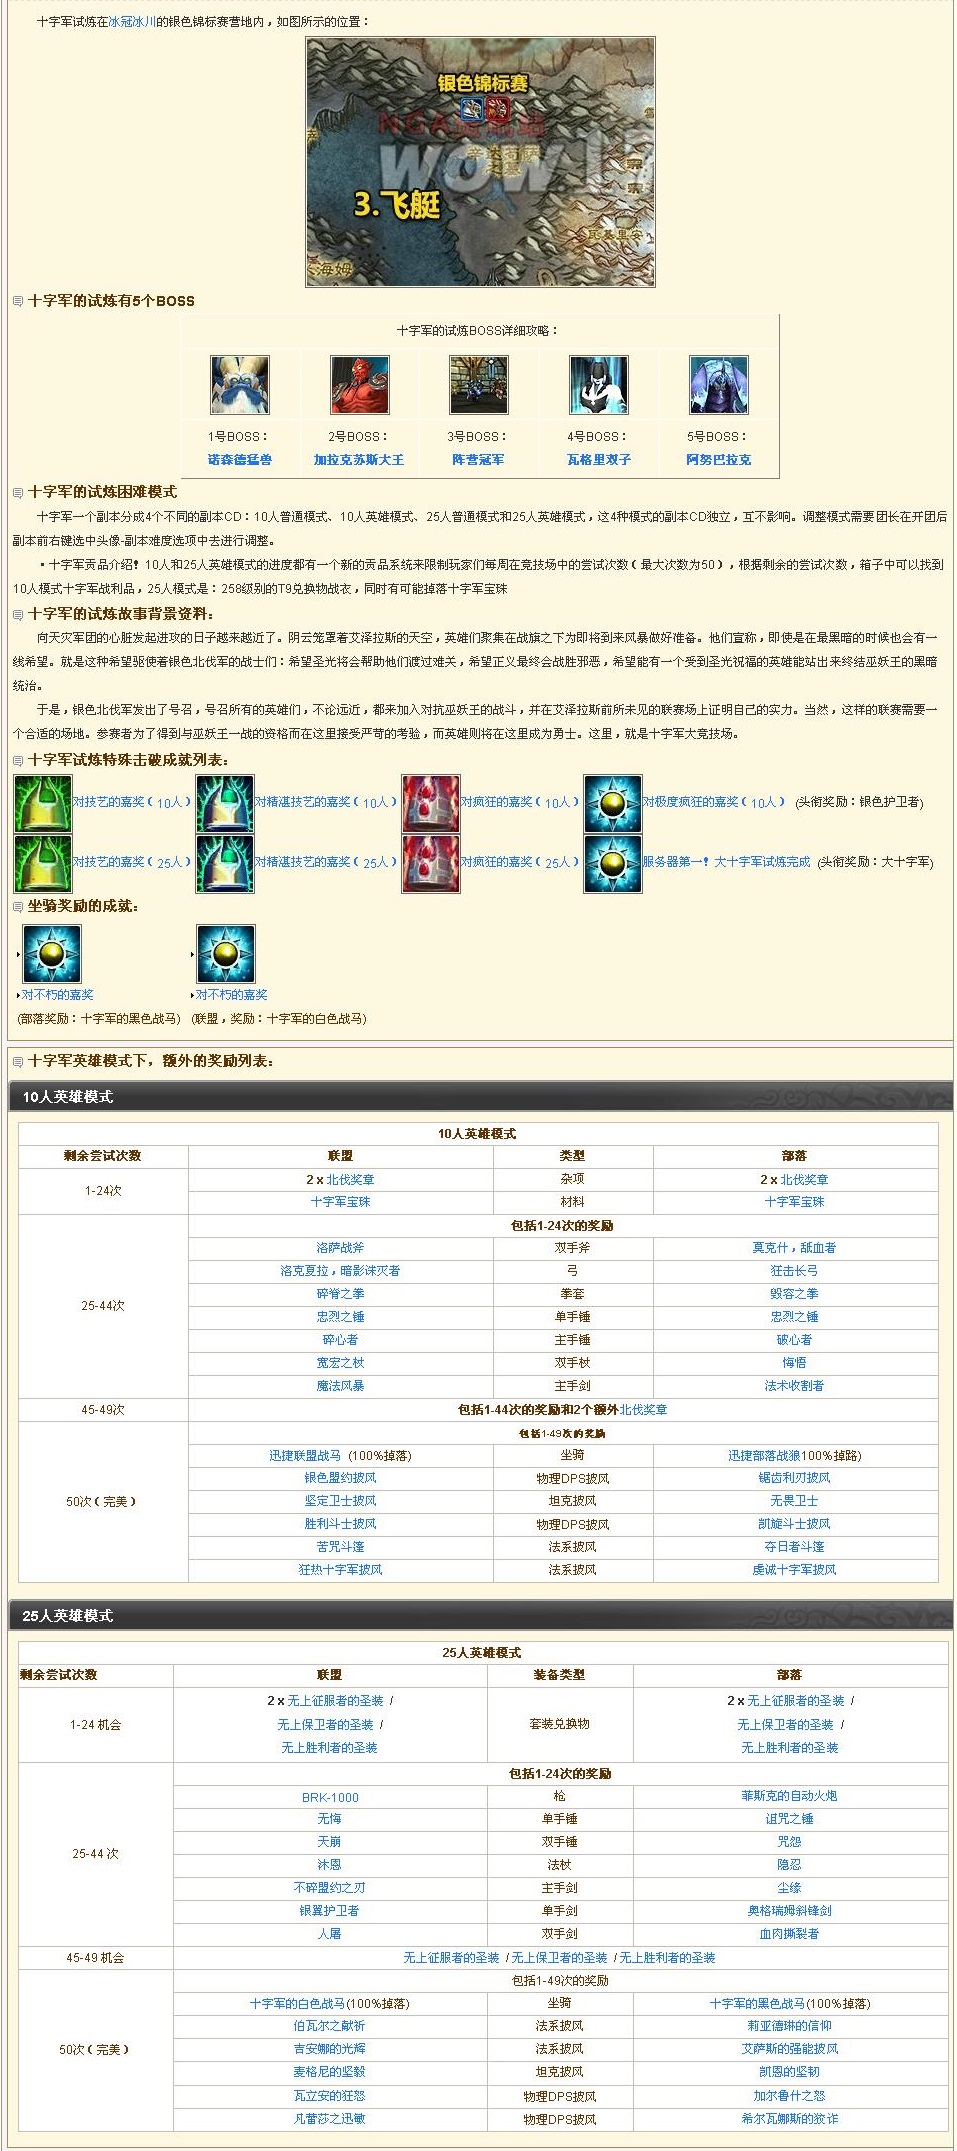 十字军试炼在冰冠冰川的银色锦标赛营地内，如图所示的位置：
银色锦标赛
NGA
wow
3.飞艇
瓦基里安
十字军的试炼有5个BOSS
十字军的试炼BOSS详细攻略：
1号BOSS： 2号BOSS： 3号BOSS： 4号BOSS： 5号BOSS：
诺森德猛兽 加拉克苏斯大王 阵营冠军 瓦格里双子 阿努巴拉克
十字军的试炼困难模式
十字军一个副本分成4个不同的副本CD：10人普通模式、10人英雄模式、25人普通模式和25人英雄模式，这4种模式的副本CD独立，互不影响。调整模式需要团长在开团后
副本前右键选中头像-副本难度选项中去进行调整。
·十字军贡品介绍！10人和25人英雄模式的进度都有一个新的贡品系统来限制玩家们每周在竞技场中的尝试次数（最大次数为50），根据剩余的尝试次数，箱子中可以找到
10人模式十字军战利品，25人模式是：258级别的T9兑换物战衣，同时有可能掉落十字军宝珠
十字军的试炼故事背景资料：
向天灾军团的心脏发起进攻的日子越来越近了。阴云笼罩着艾泽拉斯的天空，英雄们聚集在战旗之下为即将到来风暴做好准备。他们宣称，即使是在最黑暗的时候也会有一
线希望。就是这种希望驱使着银色北伐军的战士们：希望圣光将会帮助他们渡过难关，希望正义最终会战胜邪恶，希望能有一个受到圣光祝福的英雄能站出来终结巫妖王的黑暗
统治。
于是，银色北伐军发出了号召，号召所有的英雄们，不论远近，都来加入对抗巫妖王的战斗，并在艾泽拉斯前所未见的联赛场上证明自己的实力。当然，这样的联赛需要一
个合适的场地。参赛者为了得到与巫妖王一战的资格而在这里接受严苛的考验，而英雄则将在这里成为勇士。这里，就是十字军大竞技场。
十字军试炼特殊击破成就列表：
对技艺的嘉奖（10人） 对精湛技艺的嘉奖（10人） 对疯狂的嘉奖（10人） 对极度疯狂的嘉奖（10人） (头衔奖励：银色护卫者)
对技艺的嘉奖（25人） 对精湛技艺的嘉奖（25人） 对疯狂的嘉奖（25人） 服务器第一！大十字军试炼完成 (头衔奖励：大十字军)
坐骑奖励的成就：
对不朽的嘉奖 对不朽的嘉奖
(部落奖励：十字军的黑色战马) (联盟，奖励：十字军的白色战马)
十字军英雄模式下，额外的奖励列表：
10人英雄模式
10人英雄模式
剩余尝试次数 联盟 类型 部落
1-24次 2 x 北伐奖章 杂项 2 x 北伐奖章
十字军宝珠 材料 十字军宝珠
包括1-24次的奖励
洛萨战斧 双手斧 莫克什，舐血者
洛克夏拉，暗影诛灭者 弓 狂击长弓
碎脊之拳 拳套 毁容之拳
25-44次 忠烈之锤 单手锤 忠烈之锤
碎心者 主手锤 破心者
宽宏之杖 双手杖 悔悟
魔法风暴 主手剑 法术收割者
45-49次 包括1-44次的奖励和2个额外北伐奖章
包括1-49次的奖励
迅捷联盟战马 (100%掉落) 坐骑 迅捷部落战狼100%掉路)
银色盟约披风 物理DPS披风 锯齿利刃披风
50次（完美） 坚定卫士披风 坦克披风 无畏卫士
胜利斗士披风 物理DPS披风 凯旋斗士披风
苦咒斗篷 法系披风 夺日者斗篷
狂热十字军披风 法系披风 虔诚十字军披风
25人英雄模式
25人英雄模式
剩余尝试次数 联盟 装备类型 部落
2 x 无上征服者的圣装 / 2 x 无上征服者的圣装 /
1-24 机会 无上保卫者的圣装 / 套装兑换物 无上保卫者的圣装 /
无上胜利者的圣装 无上胜利者的圣装
包括1-24次的奖励
BRK-1000 枪 菲斯克的自动火炮
无悔 单手锤 诅咒之锤
天崩 双手锤 咒怨
25-44 次 沐恩 法杖 隐忍
不碎盟约之刃 主手剑 尘缘
银翼护卫者 单手剑 奥格瑞姆斜锋剑
人屠 双手剑 血肉撕裂者
45-49 机会 无上征服者的圣装 / 无上保卫者的圣装 / 无上胜利者的圣装
包括1-49次的奖励
十字军的白色战马(100%掉落) 坐骑 十字军的黑色战马(100%掉落)
伯瓦尔之献祈 法系披风 莉亚德琳的信仰
50次（完美） 吉安娜的光辉 法系披风 艾萨斯的强能披风
麦格尼的坚毅 坦克披风 凯恩的坚韧
瓦立安的狂怒 物理DPS披风 加尔鲁什之怒
凡蕾莎之迅敏 物理DPS披风 希尔瓦娜斯的狡诈